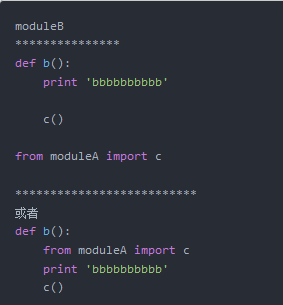 moduleB
***************
def b():
    print 'bbbbbbbbbb'
    c()
from moduleA import c
**************************
或者
def b():
    from moduleA import c
    print 'bbbbbbbbbb'
    c()